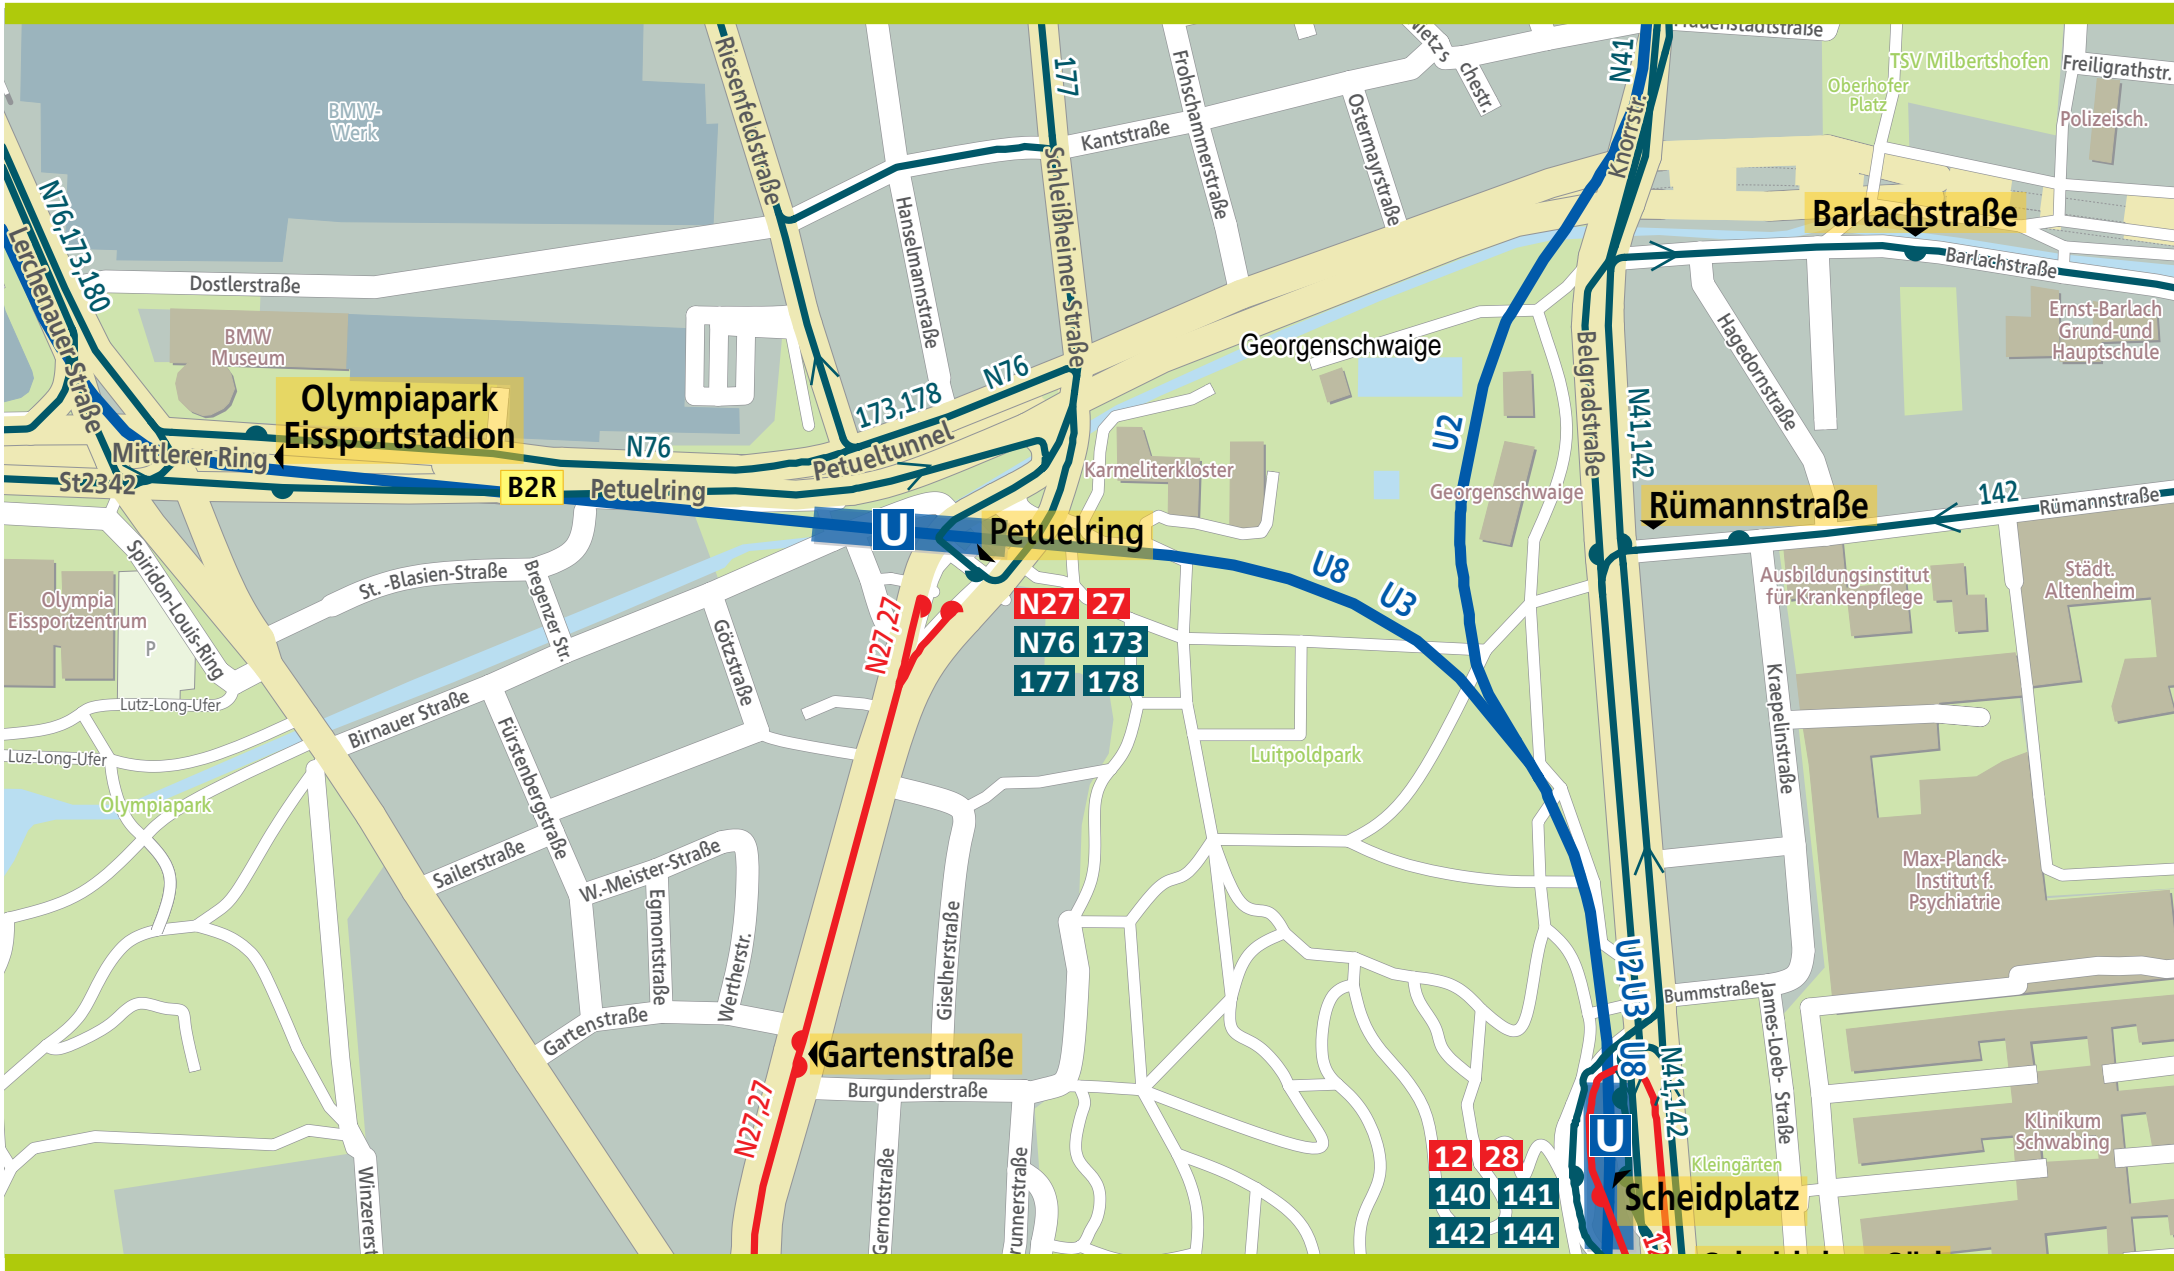 Riesenfeldstraße
177
Frohschammerstraße
Nietzs
chestr.
N41
TSV Milbertshofen
Freiligrathstr.
Oberhofer
Platz
Polizeisch.
BMW-
Werk
Kantstraße
Ostermayrstraße
Knorrstr.
N76,173,180
Lerchenauer Straße
Schleißheimer Straße
Hanselmannstraße
Barlachstraße
Barlachstraße
Dostlerstraße
Ernst-Barlach
Grund-und
Hauptschule
BMW
Museum
Georgenschwaige
Hagedornstraße
Belgradstraße
Olympiapark
Eissportstadion
N76
173,178
N76
Petueltunnel
U2
N41,142
Mittlerer Ring
St2342
B2R
Petuelring
Karmeliterkloster
Georgenschwaige
Rümannstraße
142
Rümannstraße
U
Petuelring
Spiridon-Louis-Ring
St.-Blasien-Straße
Bregenzer Str.
U8
U3
Ausbildungsinstitut
für Krankenpflege
Städt.
Altenheim
Olympia
Eissportzentrum
P
N27,27
N27 27
N76 173
177 178
Götzstraße
Lutz-Long-Ufer
Luz-Long-Ufer
Birnauer Straße
Fürstenbergstraße
Kraepelinstraße
Luitpoldpark
Olympiapark
Sailerstraße
W.-Meister-Straße
Egmontstraße
Wertherstr.
Giselherstraße
Max-Planck-
Institut f.
Psychiatrie
U2,U3
U8
Bummstraße
James-Loeb-Straße
Gartenstraße
Gartenstraße
Burgunderstraße
N27,27
N41,142
Klinikum
Schwabing
U
Kleingärten
Scheidplatz
12 28
140 141
142 144
Gernotstraße
runnerstraße
Winzererst
12